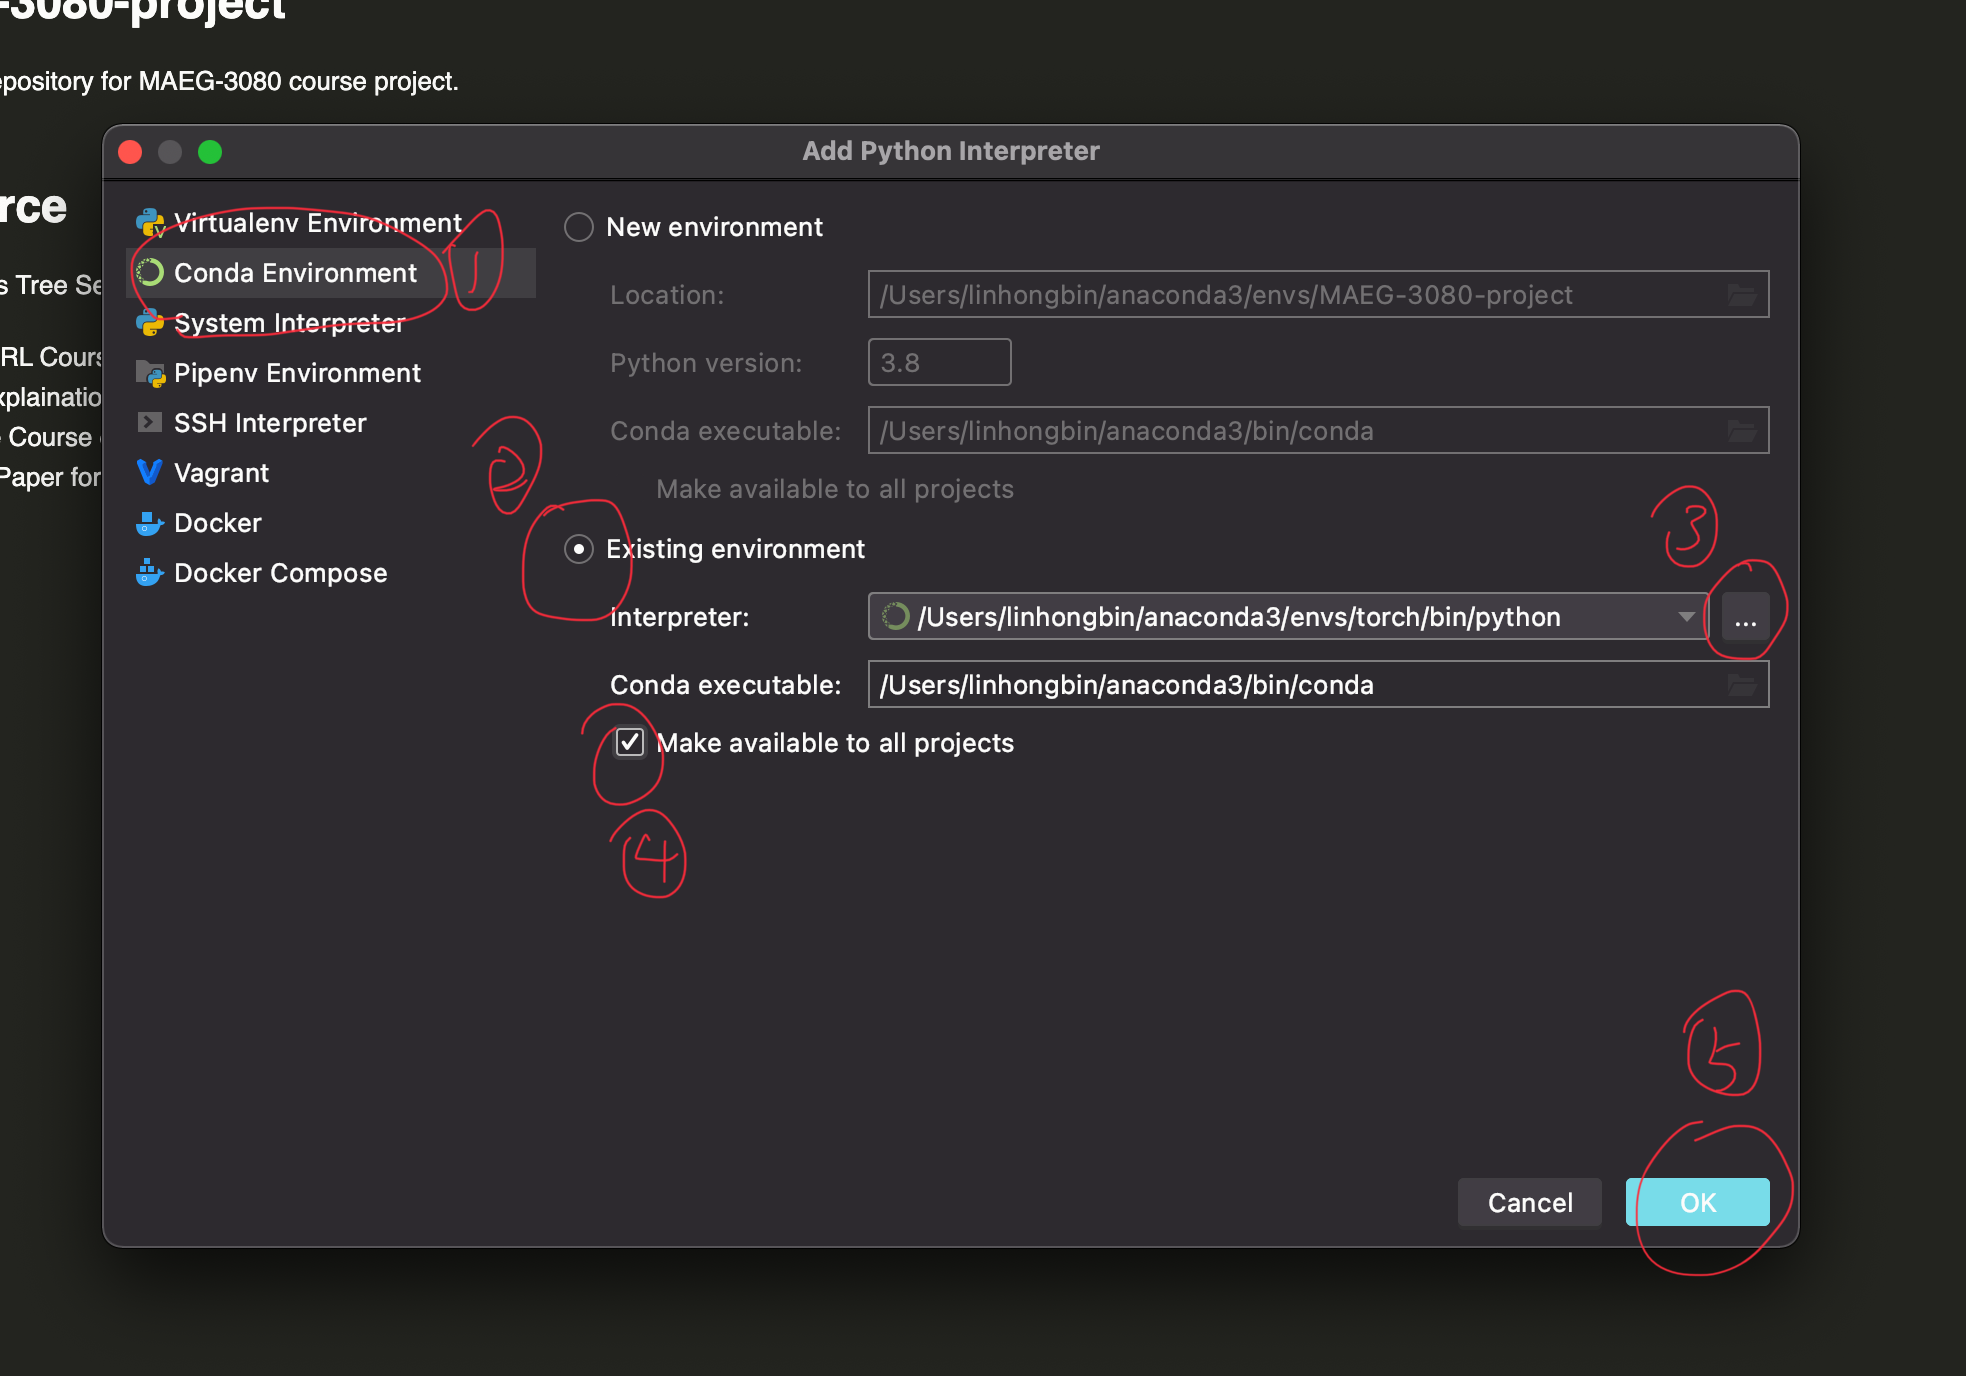 -3080-project
epository for MAEG-3080 course project.
Add Python Interpreter
rce
s Tree Se
RL Cours
xplainatio
Course
Paper for
Virtualenv Environment
Conda Environment
System Interpreter
Pipenv Environment
SSH Interpreter
Vagrant
Docker
Docker Compose
1
New environment
Location: /Users/linhongbin/anaconda3/envs/MAEG-3080-project
Python version: 3.8
Conda executable: /Users/linhongbin/anaconda3/bin/conda
Make available to all projects
2
Existing environment
3
Interpreter: /Users/linhongbin/anaconda3/envs/torch/bin/python ...
Conda executable: /Users/linhongbin/anaconda3/bin/conda
Make available to all projects
4
5
Cancel OK